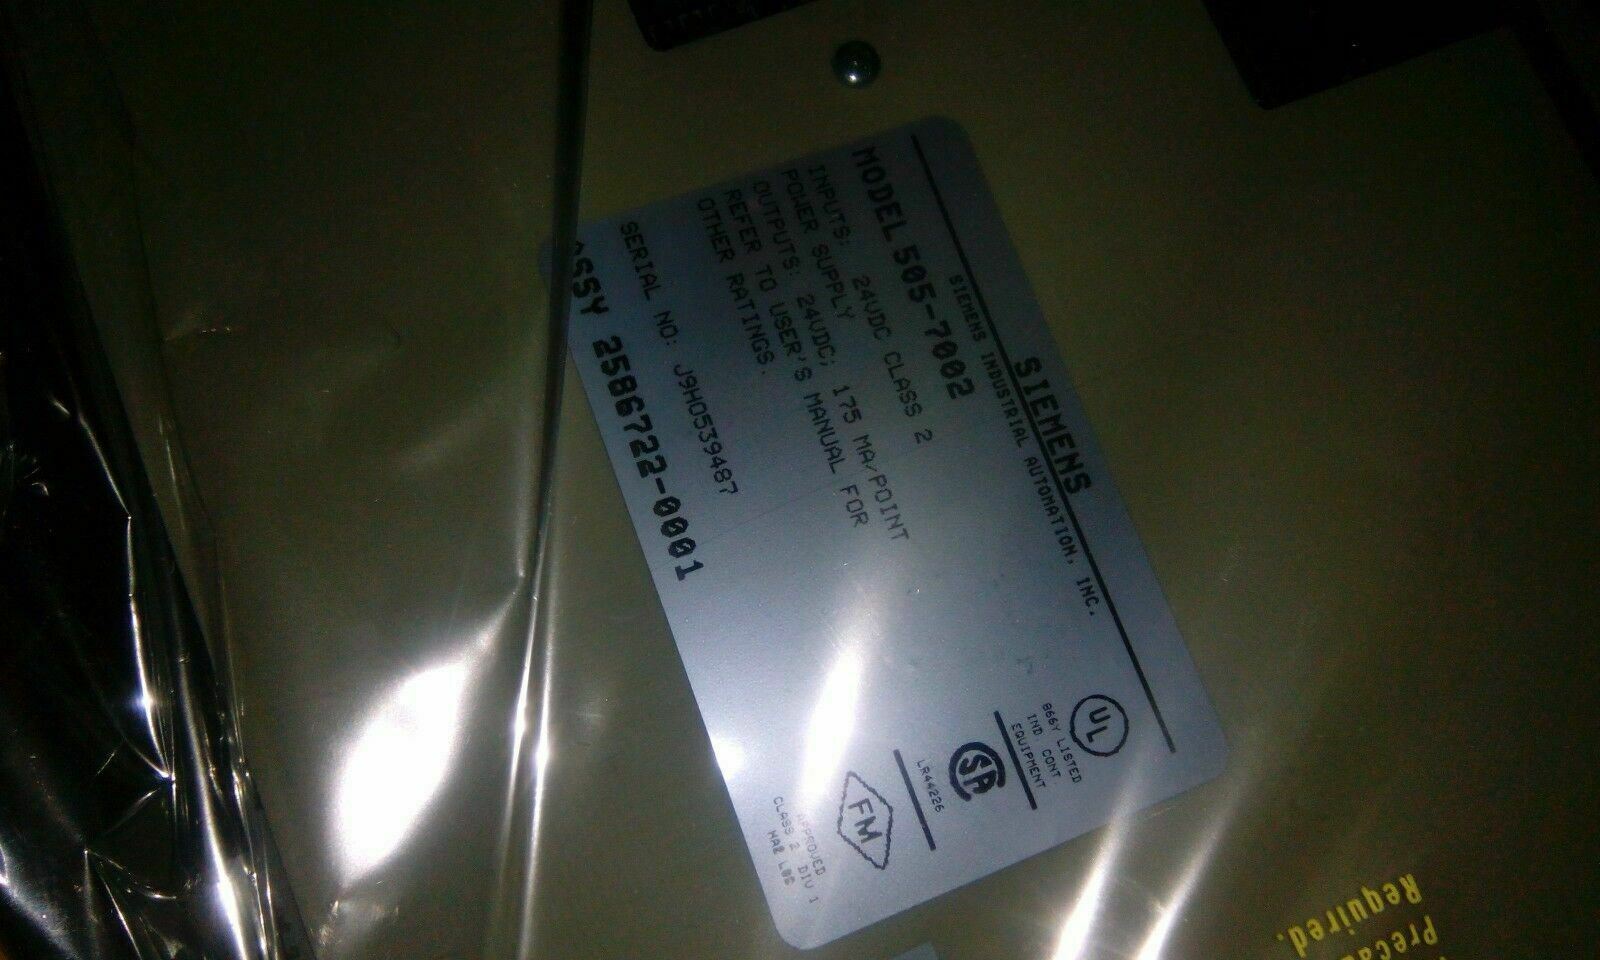 SIEMENS
SIEMENS INDUSTRIAL AUTOMATION, INC.
MODEL 505-7002
INPUTS: 24VDC CLASS 2
POWER SUPPLY
OUTPUTS: 24VDC; 175 MA/POINT
REFER TO USER'S MANUAL FOR
OTHER RATINGS.
SERIAL NO: J9H0539487
ASSY 2586722-0001
UL
866Y LISTED
IND. CONT
EQUIPMENT
SA
LR44226
FM
APPROVED
CLASS 2 DIV 1
Required.